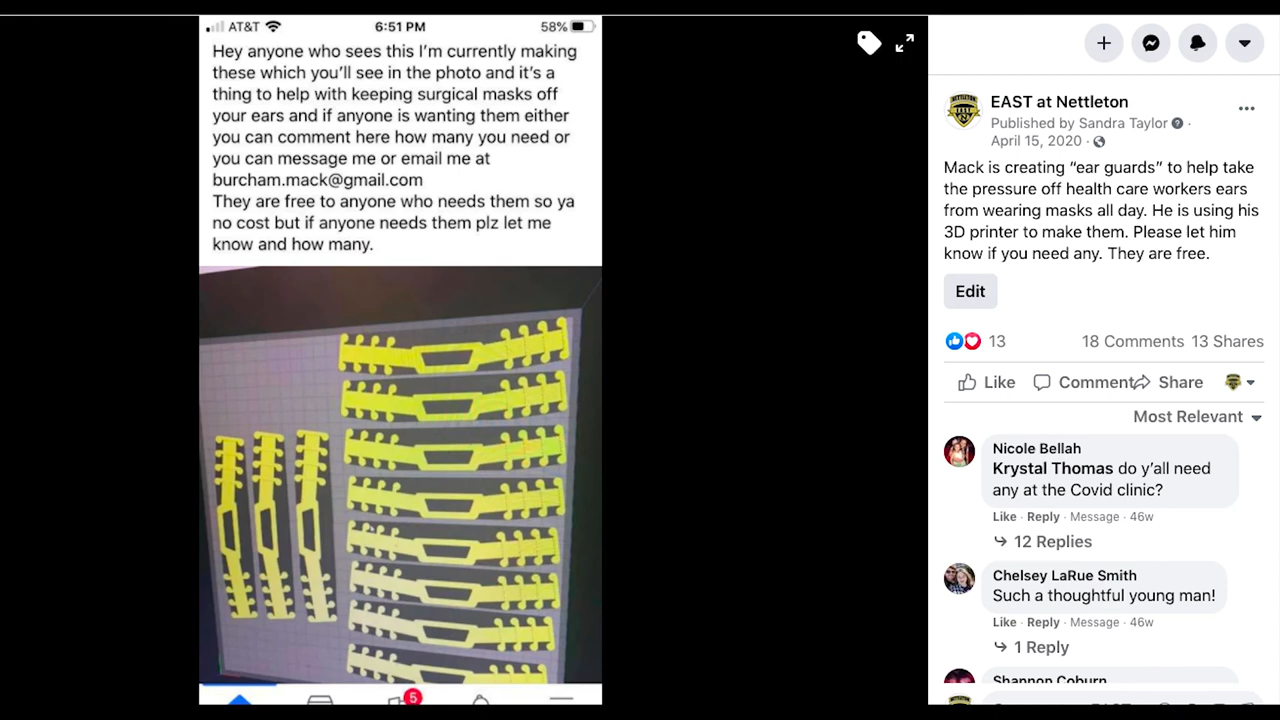 AT&T 6:51 PM 58%
Hey anyone who sees this I'm currently making
these which you'll see in the photo and it's a
thing to help with keeping surgical masks off
your ears and if anyone is wanting them either
you can comment here how many you need or
you can message me or email me at
burcham.mack@gmail.com
They are free to anyone who needs them so ya
no cost but if anyone needs them plz let me
know and how many.
5
EAST at Nettleton
Published by Sandra Taylor ·
April 15, 2020 ·
Mack is creating “ear guards” to help take
the pressure off health care workers ears
from wearing masks all day. He is using his
3D printer to make them. Please let him
know if you need any. They are free.
Edit
13 18 Comments 13 Shares
Like Comment Share
Most Relevant
Nicole Bellah
Krystal Thomas do y'all need
any at the Covid clinic?
Like · Reply · Message · 46w
12 Replies
Chelsey LaRue Smith
Such a thoughtful young man!
Like · Reply · Message · 46w
1 Reply
Shannon Coburn